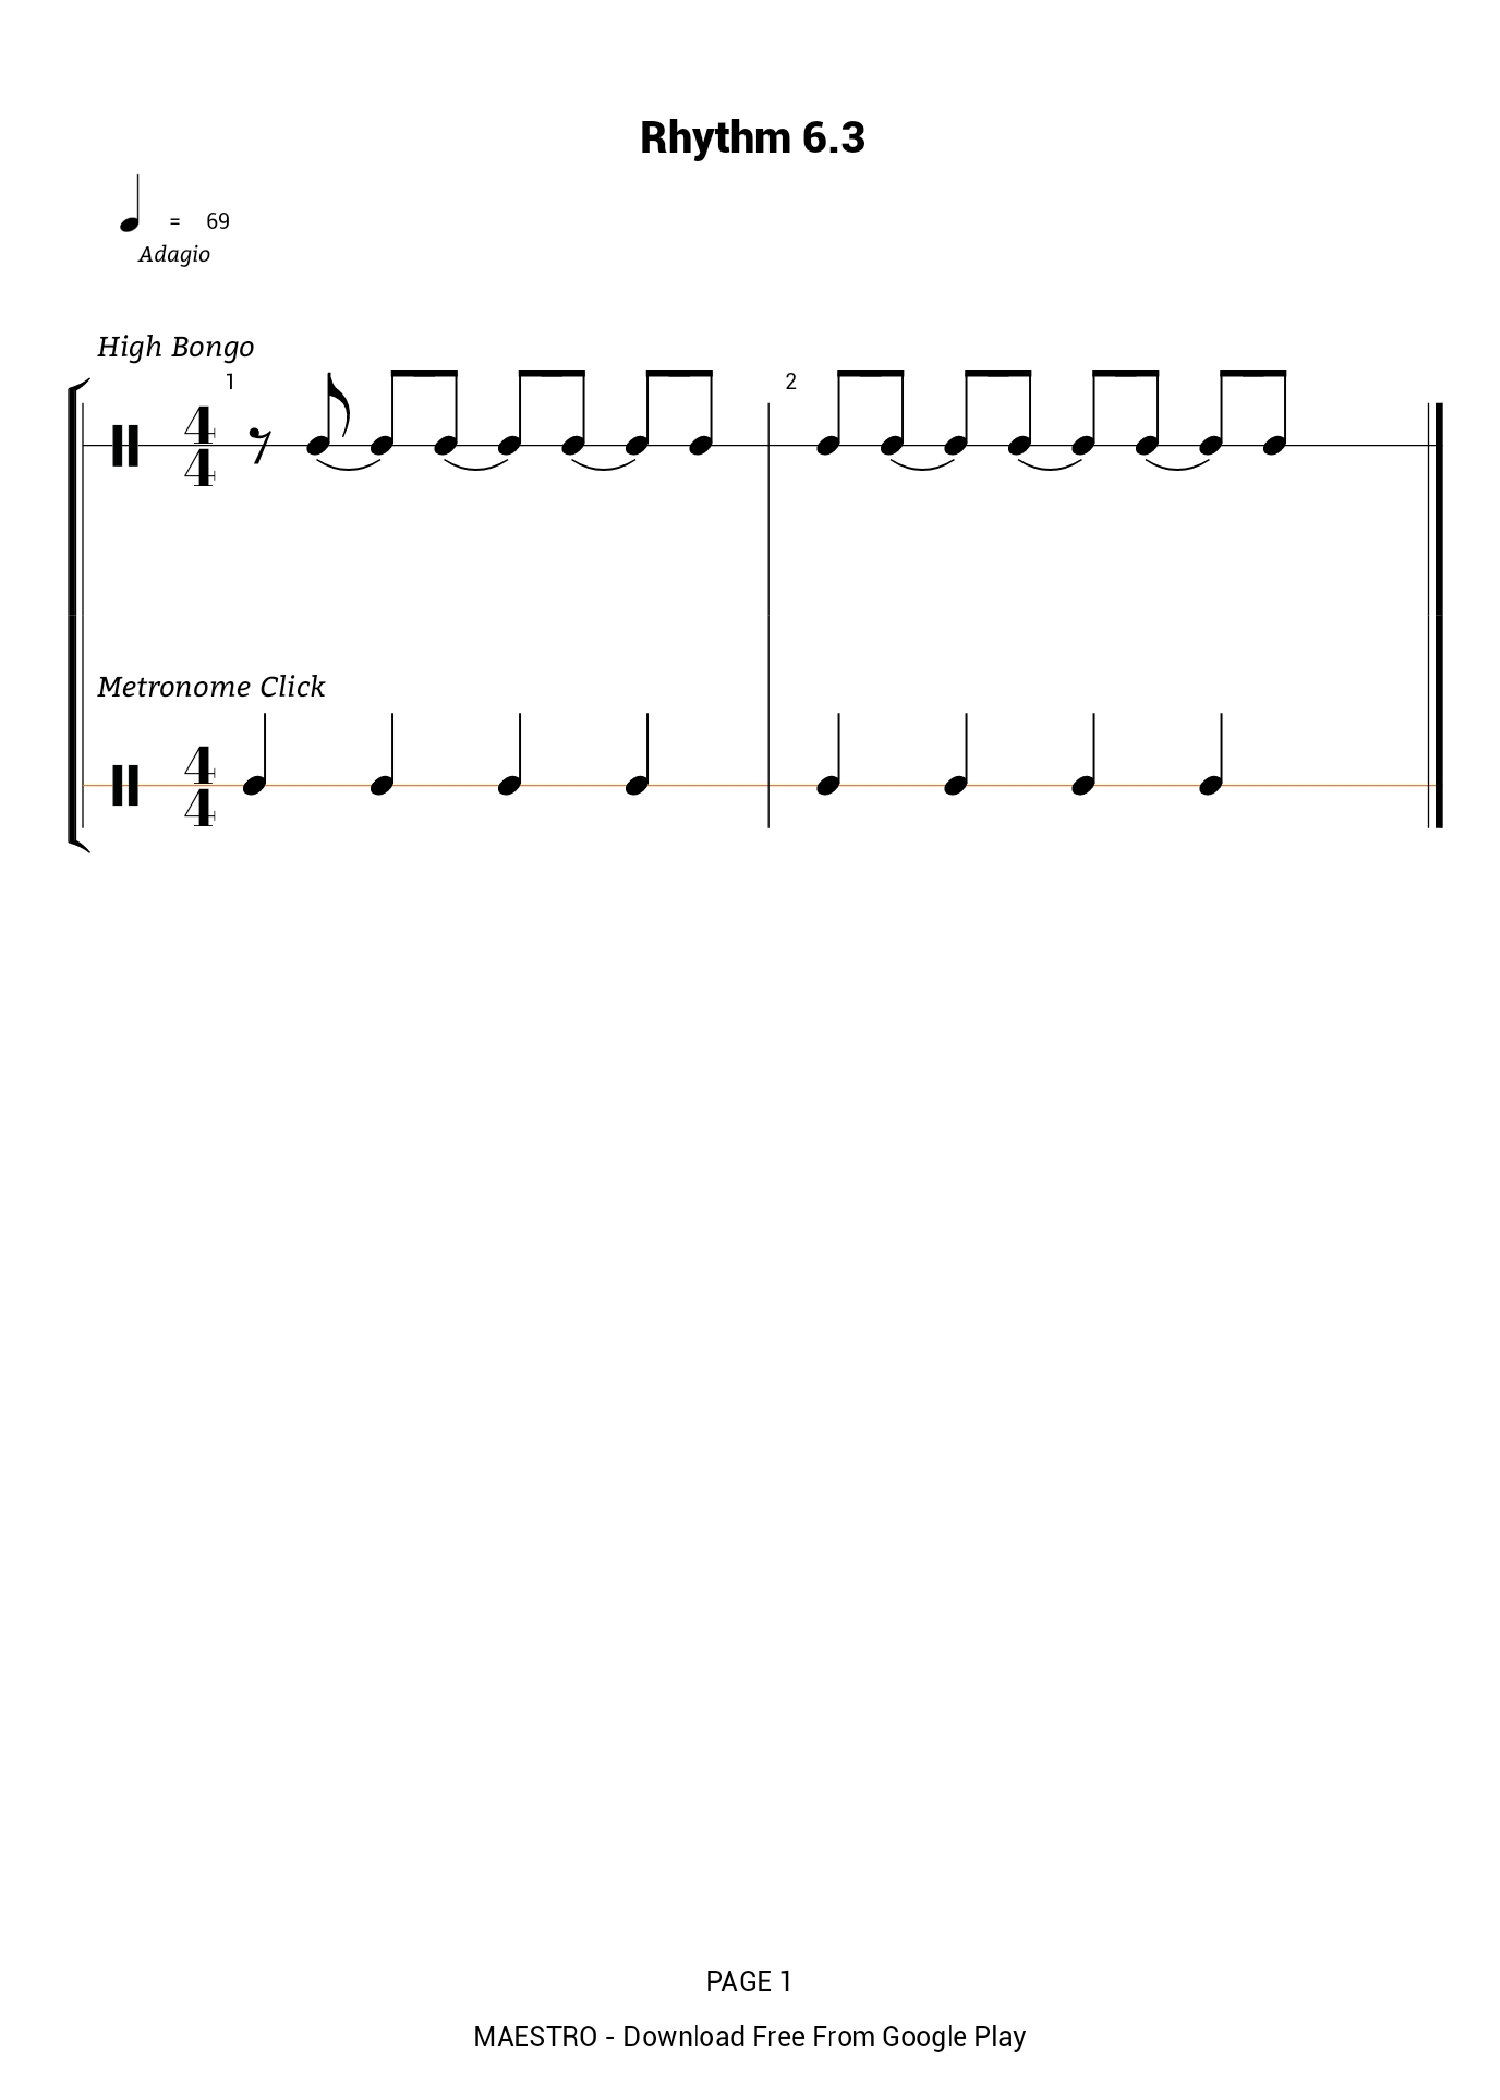 Rhythm 6.3
= 69
Adagio
High Bongo
1 2
4
4
Metronome Click
4
4
PAGE 1
MAESTRO - Download Free From Google Play